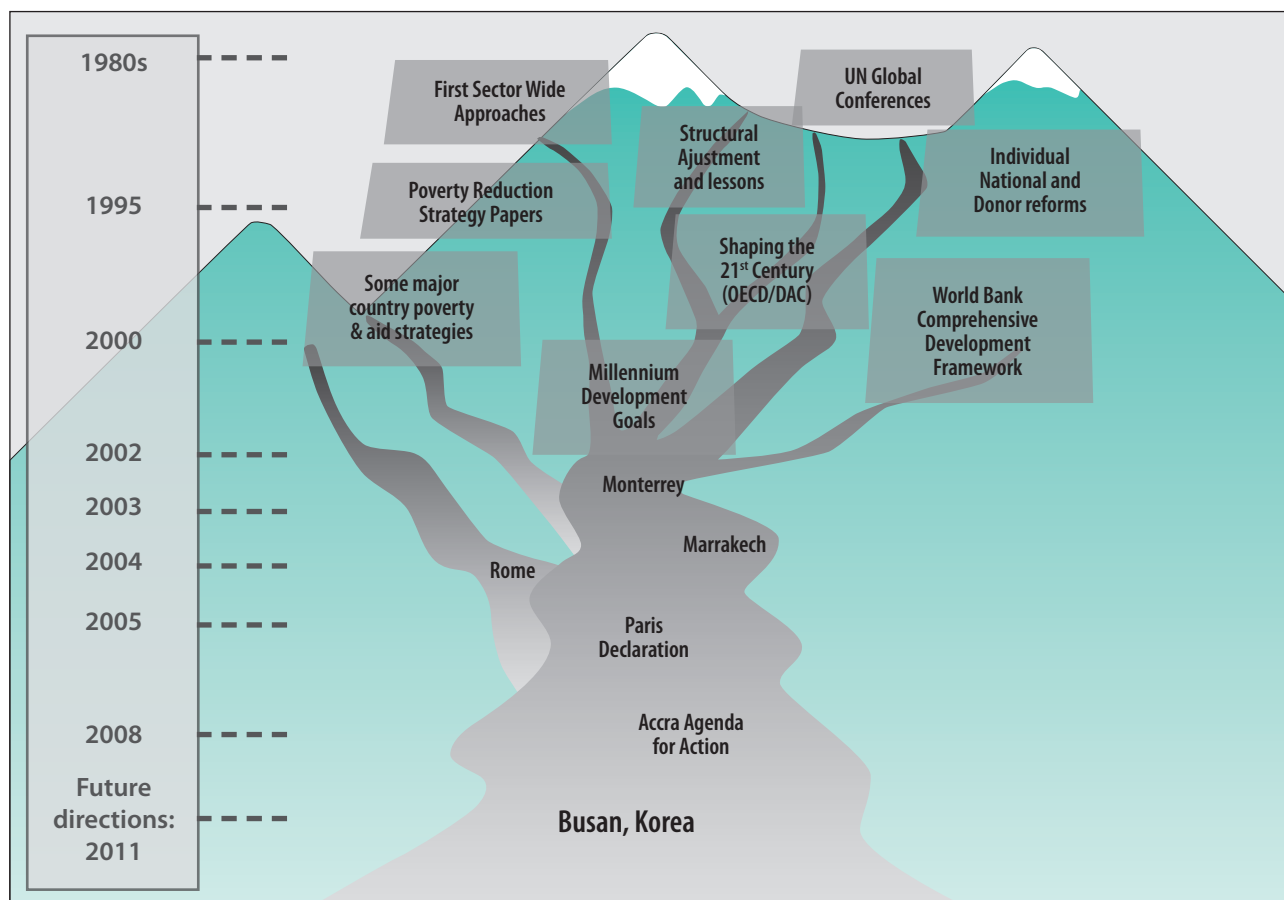 1980s
1995
2000
2002
2003
2004
2005
2008
Future
directions:
2011
First Sector Wide
Approaches
UN Global
Conferences
Structural
Ajustment
and lessons
Individual
National and
Donor reforms
Poverty Reduction
Strategy Papers
Shaping the
21st Century
(OECD/DAC)
Some major
country poverty
& aid strategies
World Bank
Comprehensive
Development
Framework
Millennium
Development
Goals
Monterrey
Marrakech
Rome
Paris
Declaration
Accra Agenda
for Action
Busan, Korea